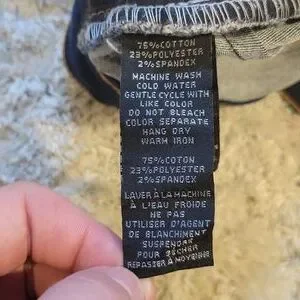 75%COTTON
23%POLYESTER
2%SPANDEX
MACHINE WASH
COLD WATER
GENTLE CYCLE WITH
LIKE COLOR
DO NOT BLEACH
COLOR SEPARATE
HANG DRY
WARM IRON
75%COTON
23%POLYESTER
2%SPANDEX
LAVER À LA MACHINE
À L'EAU FROIDE
NE PAS
UTILISER D'AGENT
DE BLANCHIMENT
SUSPENDRE
POUR SÉCHER
REPASSER À MOYENNE